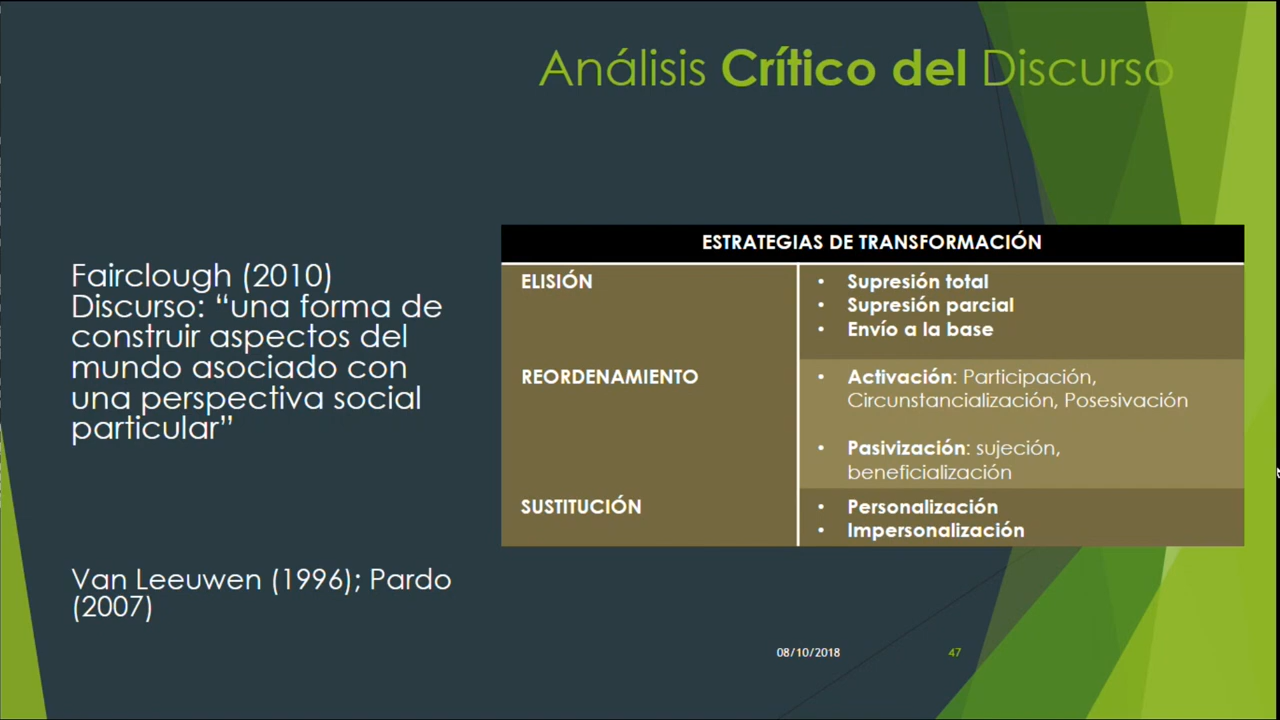 Análisis Crítico del Discurso
Fairclough (2010)
Discurso: “una forma de
construir aspectos del
mundo asociado con
una perspectiva social
particular”
Van Leeuwen (1996); Pardo
(2007)
ESTRATEGIAS DE TRANSFORMACIÓN
ELISIÓN
• Supresión total
• Supresión parcial
• Envío a la base
REORDENAMIENTO
• Activación: Participación,
Circunstancialización, Posesivación
• Pasivización: sujeción,
beneficialización
SUSTITUCIÓN
• Personalización
• Impersonalización
08/10/2018
47